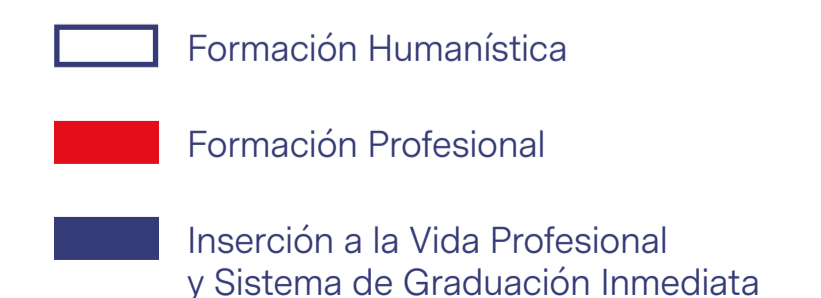 Formación Humanística
Formación Profesional
Inserción a la Vida Profesional
y Sistema de Graduación Inmediata